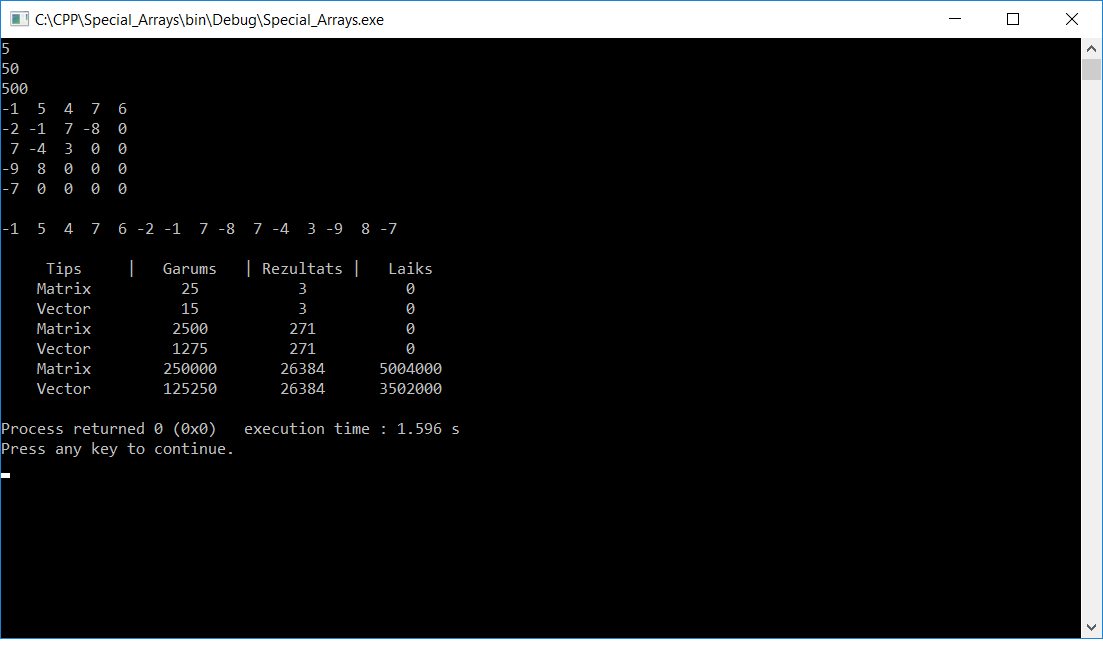 C:\CPP\Special_Arrays\bin\Debug\Special_Arrays.exe
5
50
500
-1  5  4  7  6
-2 -1  7 -8  0
 7 -4  3  0  0
-9  8  0  0  0
-7  0  0  0  0
-1  5  4  7  6 -2 -1  7 -8  7 -4  3 -9  8 -7
     Tips     |   Garums   | Rezultats |   Laiks
    Matrix          25           3           0
    Vector          15           3           0
    Matrix         2500         271          0
    Vector         1275         271          0
    Matrix        250000       26384      5004000
    Vector        125250       26384      3502000
Process returned 0 (0x0)   execution time : 1.596 s
Press any key to continue.